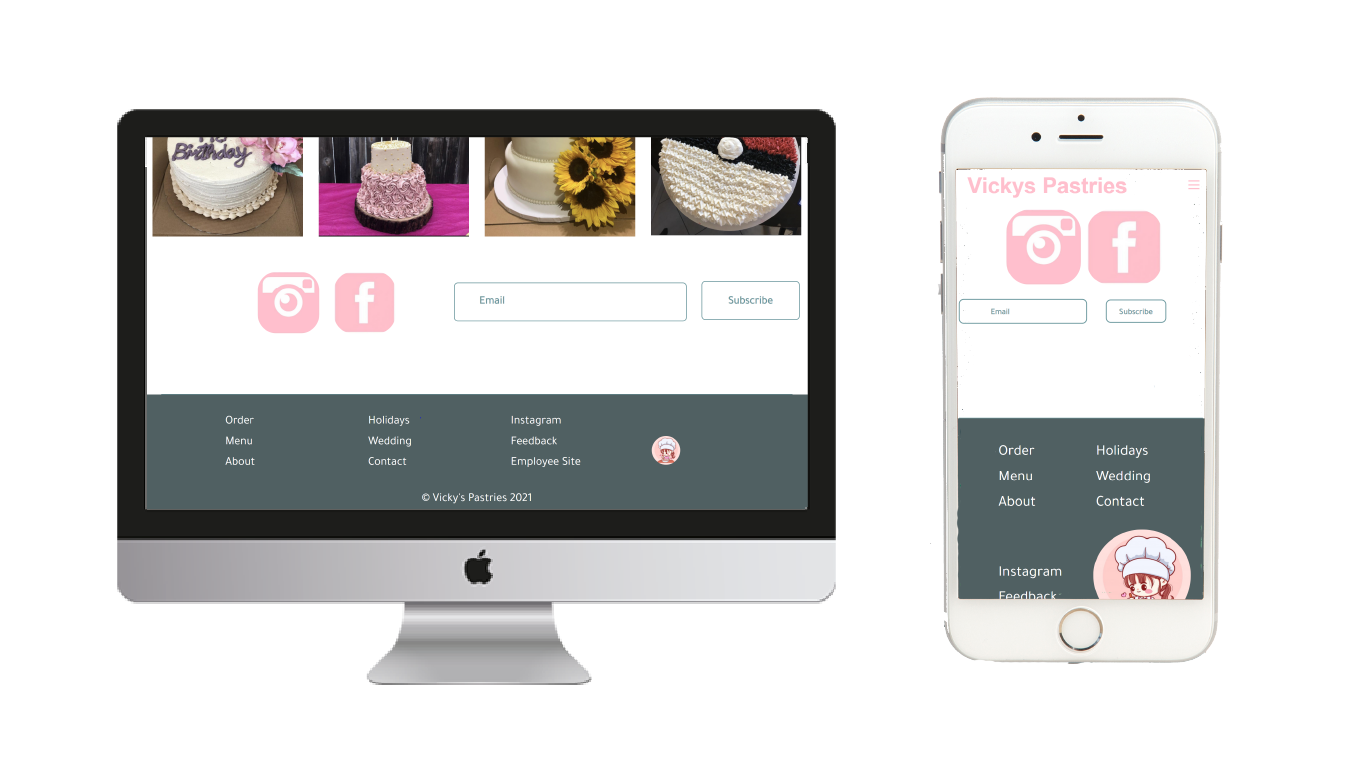 Birthday
Email
Subscribe
Order
Menu
About
Holidays
Wedding
Contact
Instagram
Feedback
Employee Site
© Vicky's Pastries 2021
Vickys Pastries
Email
Subscribe
Order
Menu
About
Holidays
Wedding
Contact
Instagram
Feedback